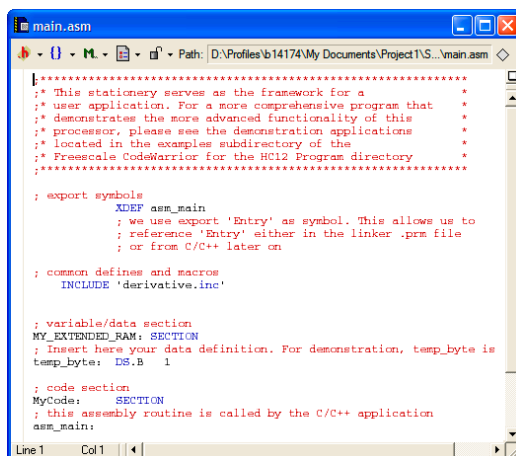 main.asm
h {} M. Path: D:\Profiles\b14174\My Documents\Project1\S...\main.asm
;*****************************************************************
;* This stationery serves as the framework for a *
;* user application. For a more comprehensive program that *
;* demonstrates the more advanced functionality of this *
;* processor, please see the demonstration applications *
;* located in the examples subdirectory of the *
;* Freescale CodeWarrior for the HC12 Program directory *
;*****************************************************************
; export symbols
XDEF asm_main
; we use export 'Entry' as symbol. This allows us to
; reference 'Entry' either in the linker .prm file
; or from C/C++ later on
; common defines and macros
INCLUDE 'derivative.inc'
; variable/data section
MY_EXTENDED_RAM: SECTION
; Insert here your data definition. For demonstration, temp_byte is
temp_byte: DS.B 1
; code section
MyCode: SECTION
; this assembly routine is called by the C/C++ application
asm_main:
Line 1 Col 1